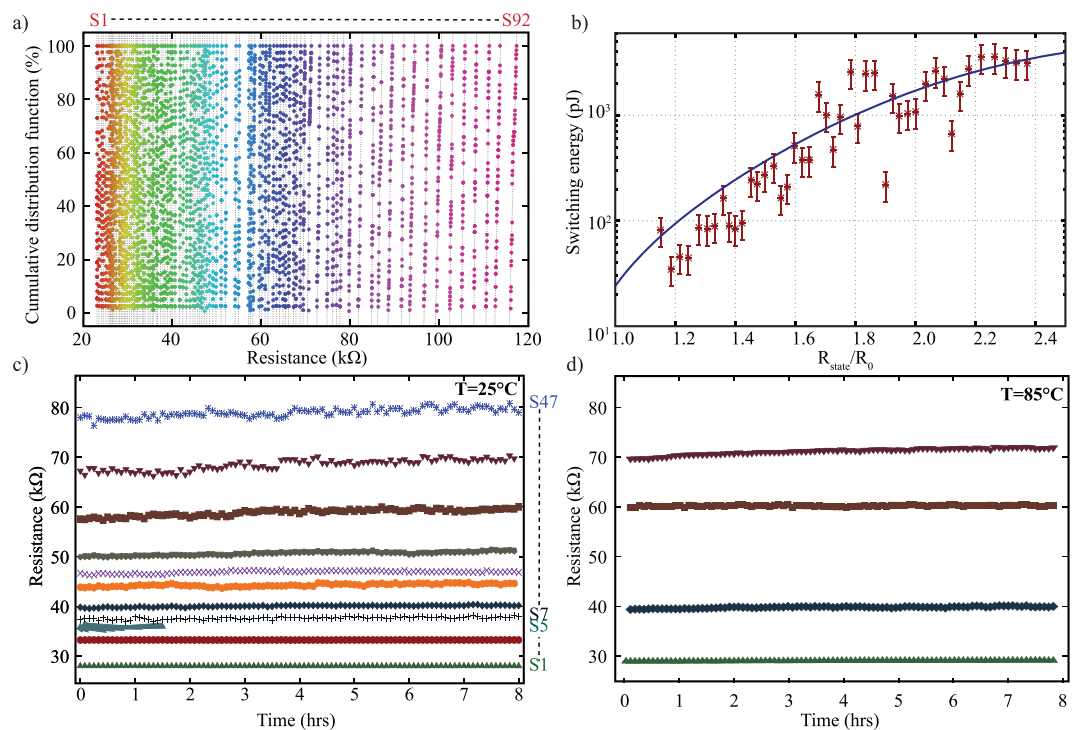 a)
S1
S92
Cumulative distribution function (%)
100
80
60
40
20
0
20
40
60
80
100
120
Resistance (kΩ)
b)
Switching energy (pJ)
10³
10²
10¹
1.0
1.2
1.4
1.6
1.8
2.0
2.2
2.4
R_state/R_0
c)
T=25°C
S47
S7
S5
S1
Resistance (kΩ)
80
70
60
50
40
30
0
1
2
3
4
5
6
7
8
Time (hrs)
d)
T=85°C
Resistance (kΩ)
80
70
60
50
40
30
0
1
2
3
4
5
6
7
8
Time (hrs)